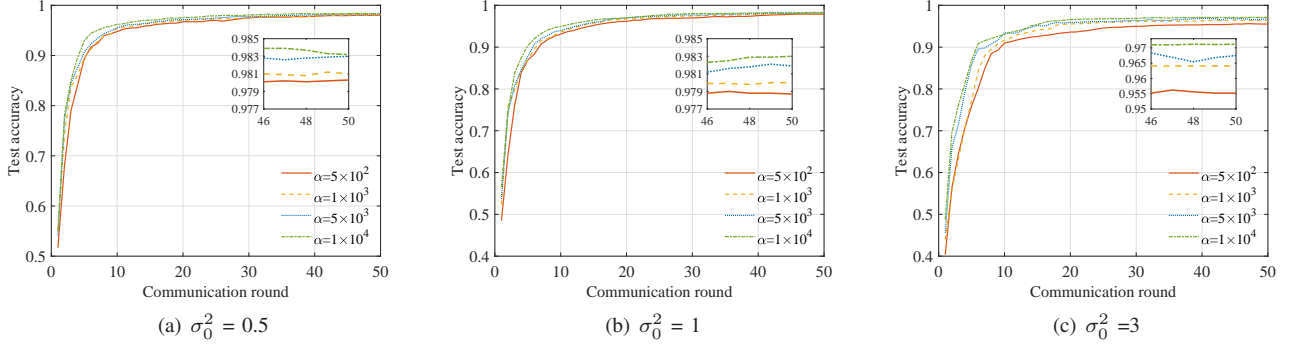 1
0.9
0.8
0.7
0.6
0.5
Test accuracy
0 10 20 30 40 50
Communication round
0.985
0.983
0.981
0.979
0.977
46 48 50
α=5×10²
α=1×10³
α=5×10³
α=1×10⁴
(a) σ₀² = 0.5
1
0.9
0.8
0.7
0.6
0.5
0.4
Test accuracy
0 10 20 30 40 50
Communication round
0.985
0.983
0.981
0.979
0.977
46 48 50
α=5×10²
α=1×10³
α=5×10³
α=1×10⁴
(b) σ₀² = 1
1
0.9
0.8
0.7
0.6
0.5
0.4
Test accuracy
0 10 20 30 40 50
Communication round
0.97
0.965
0.955
0.95
46 48 50
α=5×10²
α=1×10³
α=5×10³
α=1×10⁴
(c) σ₀² =3